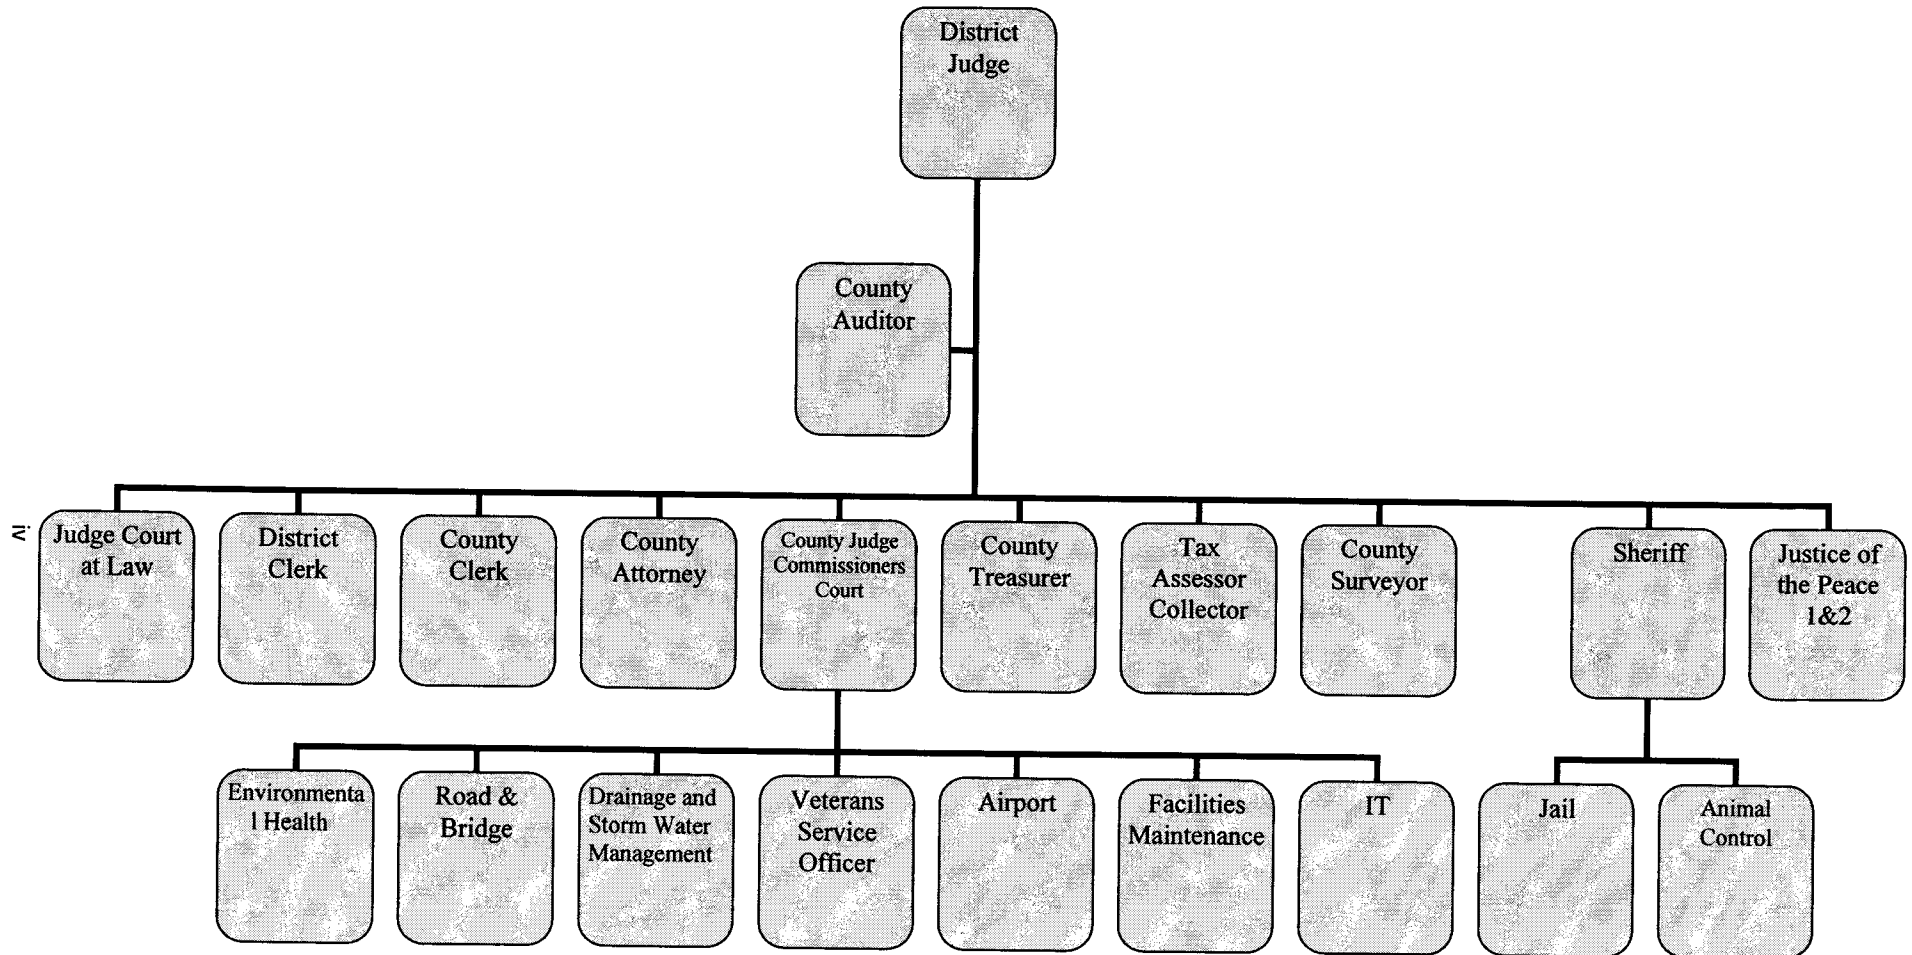 District
Judge
County
Auditor
iv
Judge Court
at Law
District
Clerk
County
Clerk
County
Attorney
County Judge
Commissioners
Court
County
Treasurer
Tax
Assessor
Collector
County
Surveyor
Sheriff
Justice of
the Peace
1&2
Environmenta
l Health
Road &
Bridge
Drainage and
Storm Water
Management
Veterans
Service
Officer
Airport
Facilities
Maintenance
IT
Jail
Animal
Control